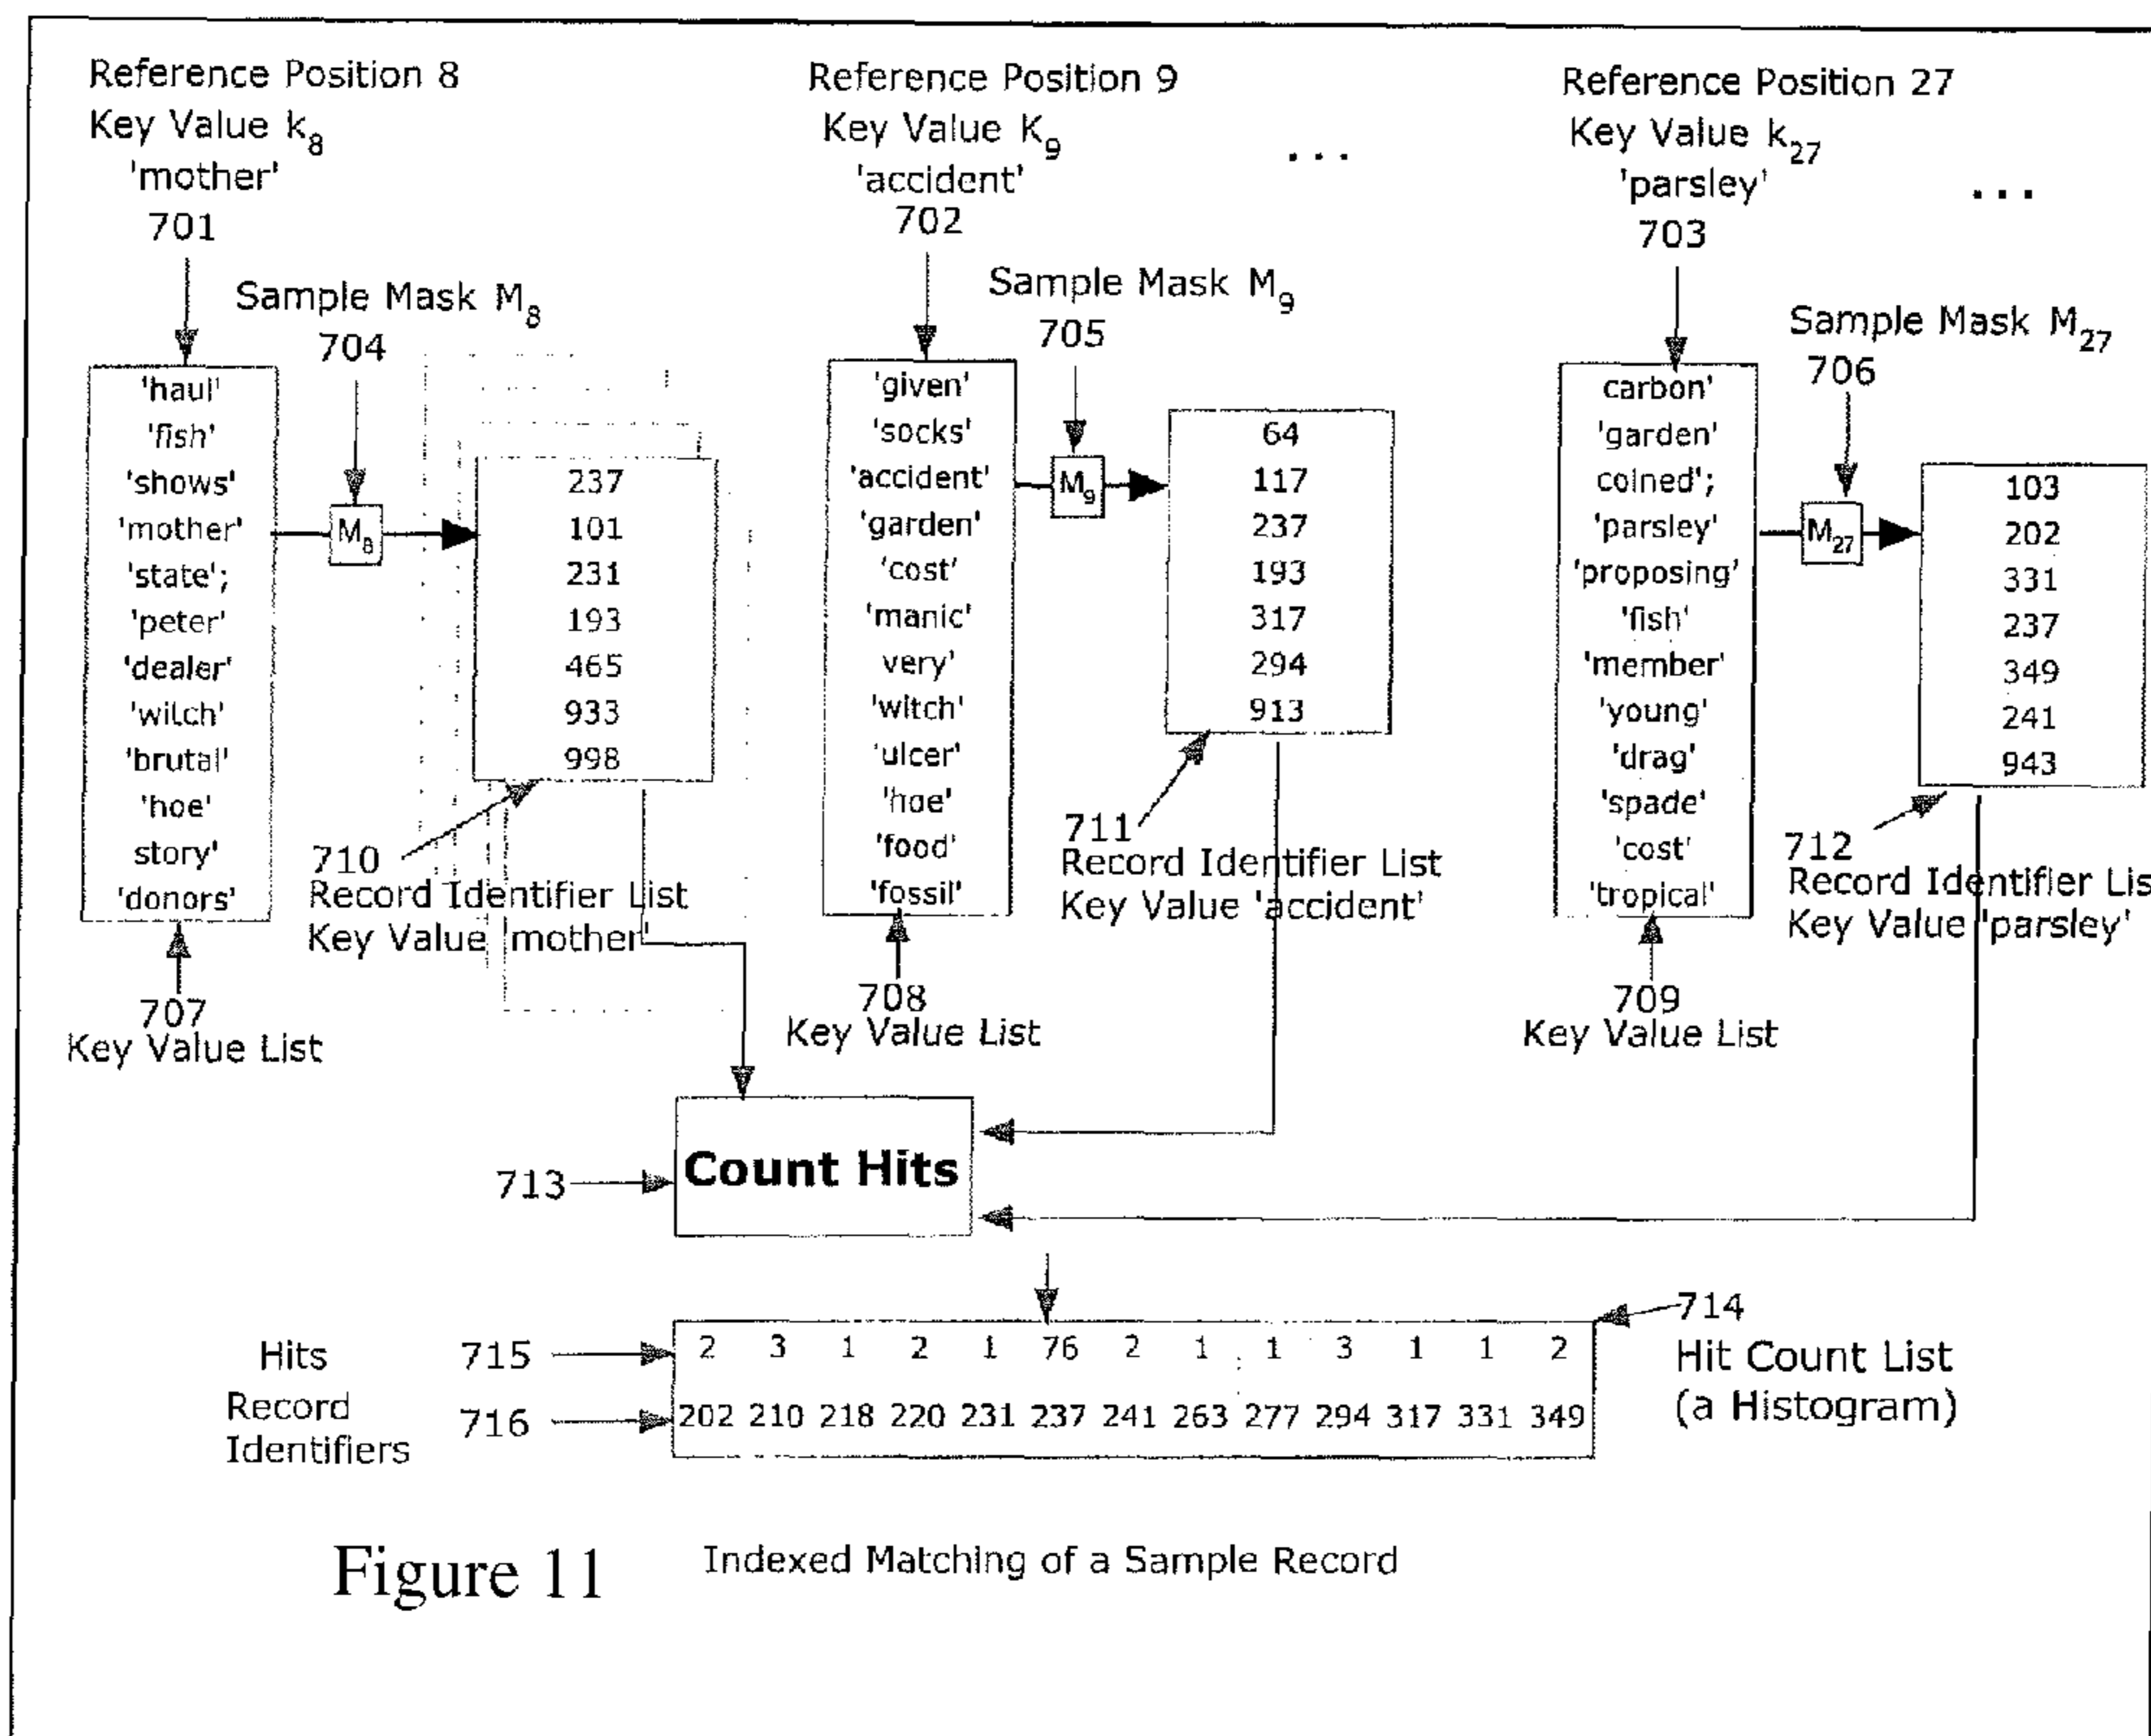 Reference Position 8
Key Value k8
'mother'
701
Sample Mask M8
704
'haul'
'fish'
'shows'
'mother'
'state';
'peter'
'dealer'
'witch'
'brutal'
'hoe'
story'
'donors'
M8
237
101
231
193
465
933
998
710
Record Identifier List
Key Value 'mother'
707
Key Value List
Reference Position 9
Key Value K9
'accident'
702
...
Sample Mask M9
705
'given'
'socks'
'accident'
'garden'
'cost'
'manic'
very'
'witch'
'ulcer'
'hoe'
'food'
'fossil'
M9
64
117
237
193
317
294
913
711
Record Identifier List
Key Value 'accident'
708
Key Value List
Reference Position 27
Key Value k27
'parsley'
703
...
Sample Mask M27
706
carbon'
'garden'
coined';
'parsley'
'proposing'
'fish'
'member'
'young'
'drag'
'spade'
'cost'
'tropical'
M27
103
202
331
237
349
241
943
712
Record Identifier Lis
Key Value 'parsley'
709
Key Value List
713
Count Hits
714
Hit Count List
(a Histogram)
Hits 715 2 3 1 2 1 76 2 1 1 3 1 1 2
Record
Identifiers
716 202 210 218 220 231 237 241 263 277 294 317 331 349
Figure 11 Indexed Matching of a Sample Record